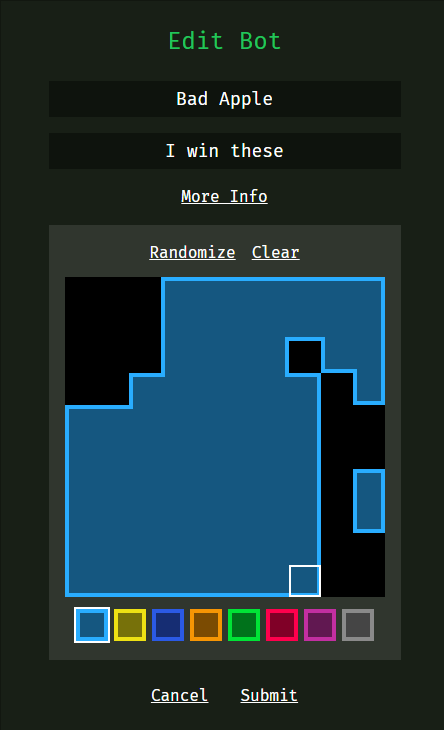 Edit Bot
Bad Apple
I win these
More Info
Randomize Clear
Cancel Submit